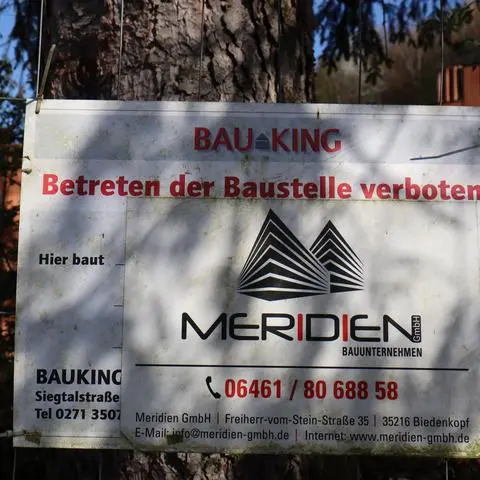 BAU KING
Betreten der Baustelle verboten
Hier baut
MERIDIEN GmbH
BAUUNTERNEHMEN
06461 / 80 688 58
Meridien GmbH | Freiherr-vom-Stein-Straße 35 | 35216 Biedenkopf
E-Mail: info@meridien-gmbh.de | Internet: www.meridien-gmbh.de
BAUKING
Siegtalstraße
Tel 0271 3507